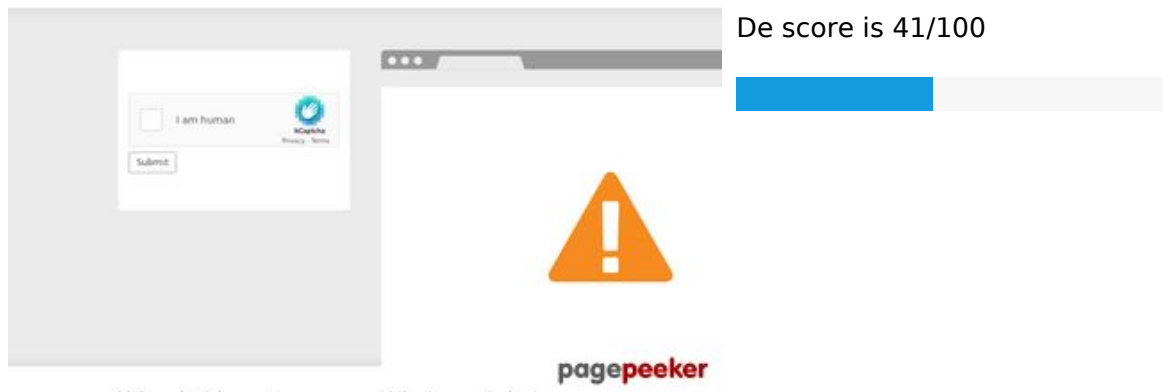 De score is 41/100
I am human
hCaptcha
Privacy - Terms
Submit
pagepeeker